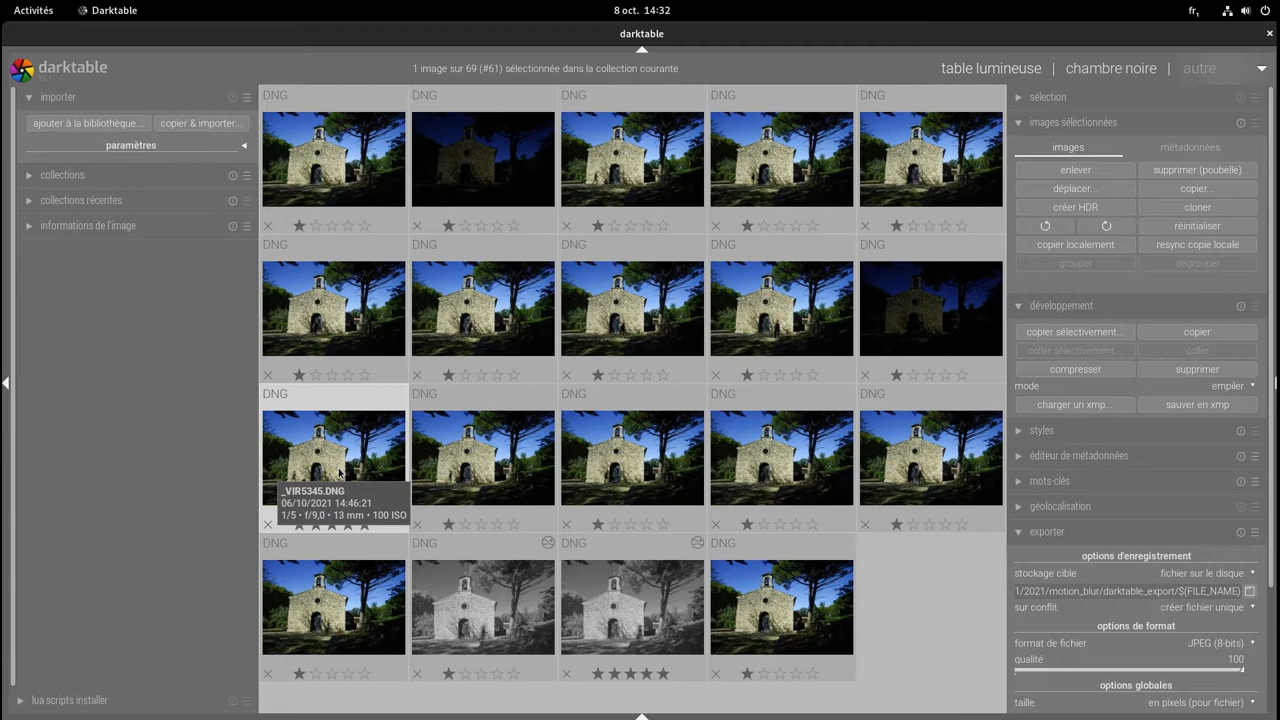 Activités
Darktable
8 oct. 14:32
fr₁
darktable
darktable
1 image sur 69 (#61) sélectionnée dans la collection courante
table lumineuse | chambre noire | autre
importer
ajouter à la bibliothèque...
copier & importer...
paramètres
collections
collections récentes
informations de l'image
lua scripts installer
DNG DNG DNG DNG DNG
DNG DNG DNG DNG DNG
DNG DNG DNG DNG DNG
_VIR5345.DNG
06/10/2021 14:46:21
1/5 • f/9,0 • 13 mm • 100 ISO
DNG DNG DNG DNG
sélection
images sélectionnées
images métadonnées
enlever supprimer (poubelle)
déplacer... copier...
créer HDR cloner
réinitialiser
copier localement resync copie locale
grouper dégrouper
développement
copier sélectivement... copier
coller sélectivement... coller
compresser supprimer
mode empiler
charger un xmp... sauver en xmp
styles
éditeur de métadonnées
mots-clés
géolocalisation
exporter
options d'enregistrement
stockage cible fichier sur le disque
1/2021/motion_blur/darktable_export/$(FILE_NAME)
sur conflit créer fichier unique
options de format
format de fichier JPEG (8-bits)
qualité 100
options globales
taille en pixels (pour fichier)